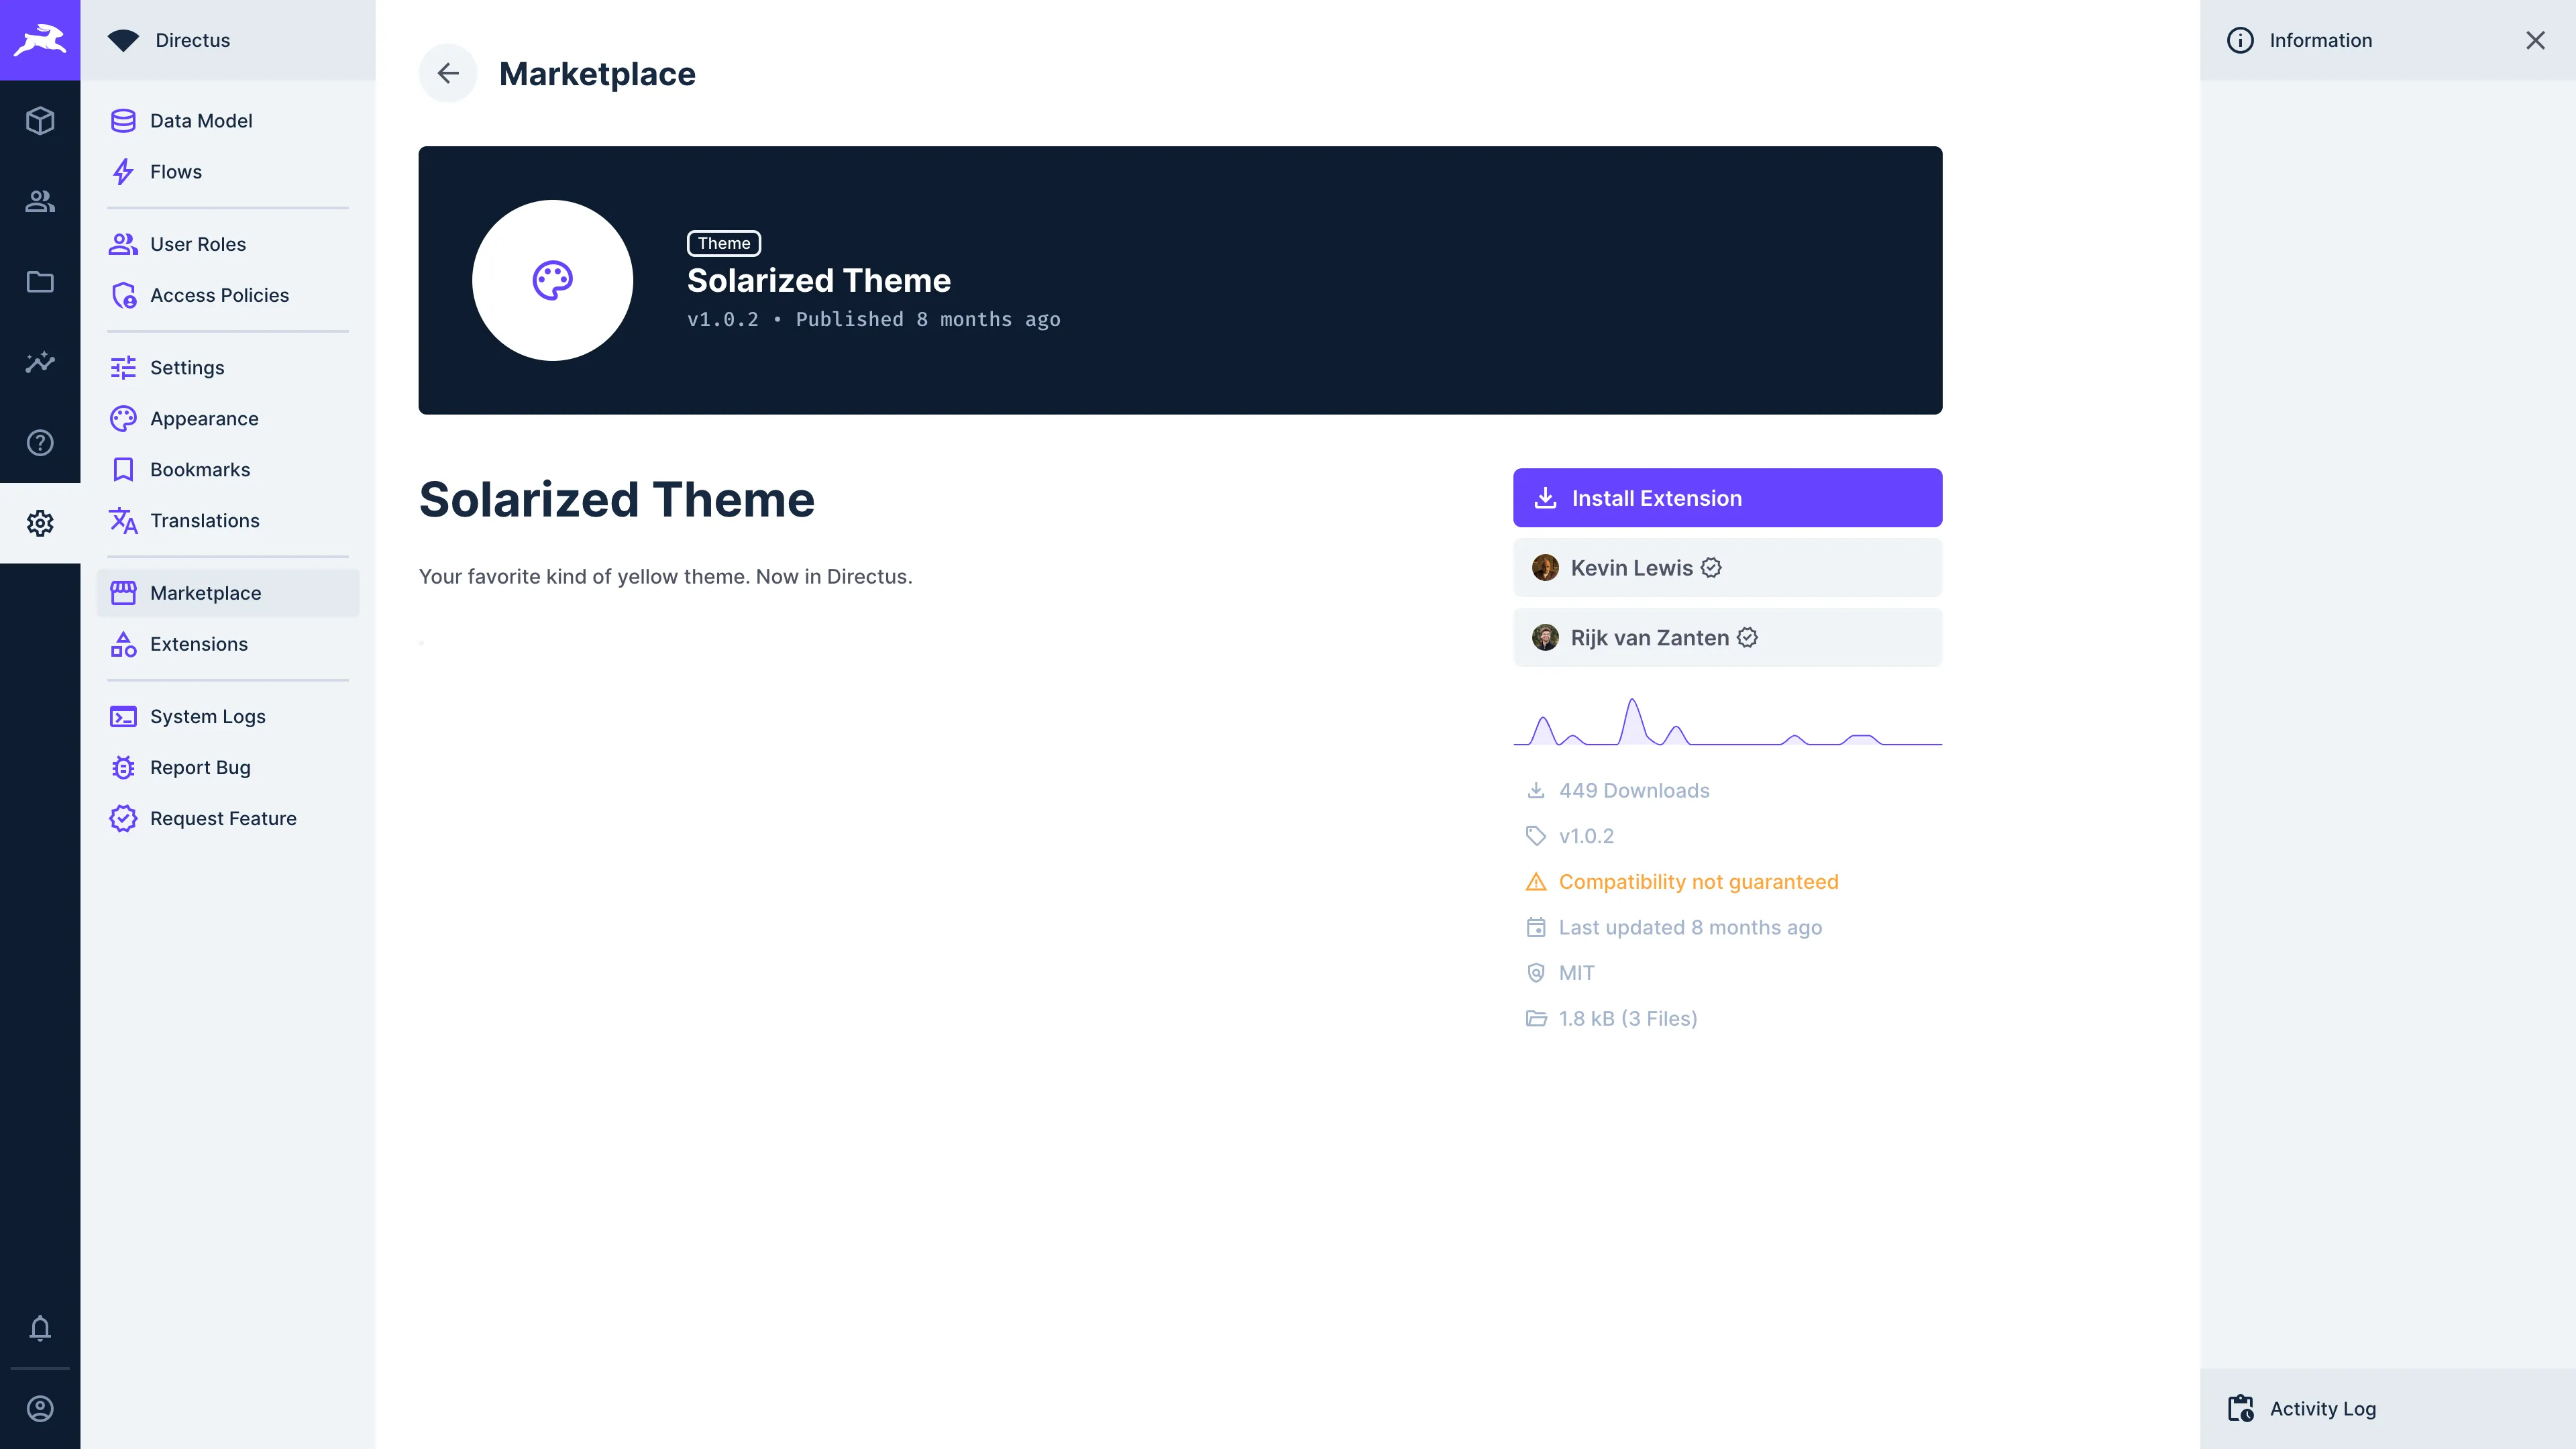 Directus
Data Model
Flows
User Roles
Access Policies
Settings
Appearance
Bookmarks
Translations
Marketplace
Extensions
System Logs
Report Bug
Request Feature
Marketplace
Theme
Solarized Theme
v1.0.2 • Published 8 months ago
Solarized Theme
Your favorite kind of yellow theme. Now in Directus.
Install Extension
Kevin Lewis
Rijk van Zanten
449 Downloads
v1.0.2
Compatibility not guaranteed
Last updated 8 months ago
MIT
1.8 kB (3 Files)
Information
Activity Log